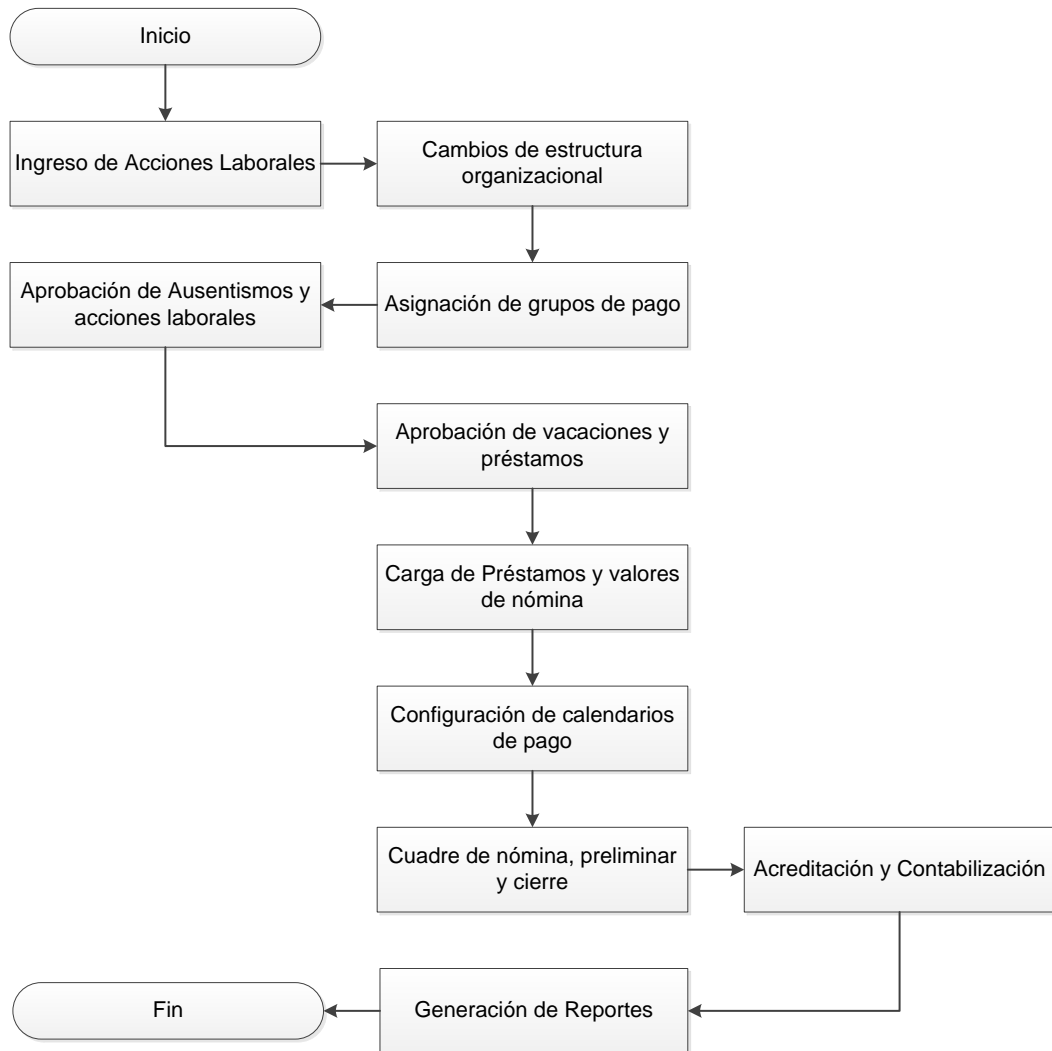 Inicio
Ingreso de Acciones Laborales
Cambios de estructura
organizacional
Asignación de grupos de pago
Aprobación de Ausentismos y
acciones laborales
Aprobación de vacaciones y
préstamos
Carga de Préstamos y valores
de nómina
Configuración de calendarios
de pago
Cuadre de nómina, preliminar
y cierre
Acreditación y Contabilización
Generación de Reportes
Fin